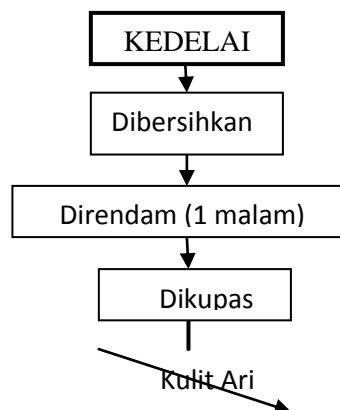 KEDELAI
Dibersihkan
Direndam (1 malam)
Dikupas
Kulit Ari